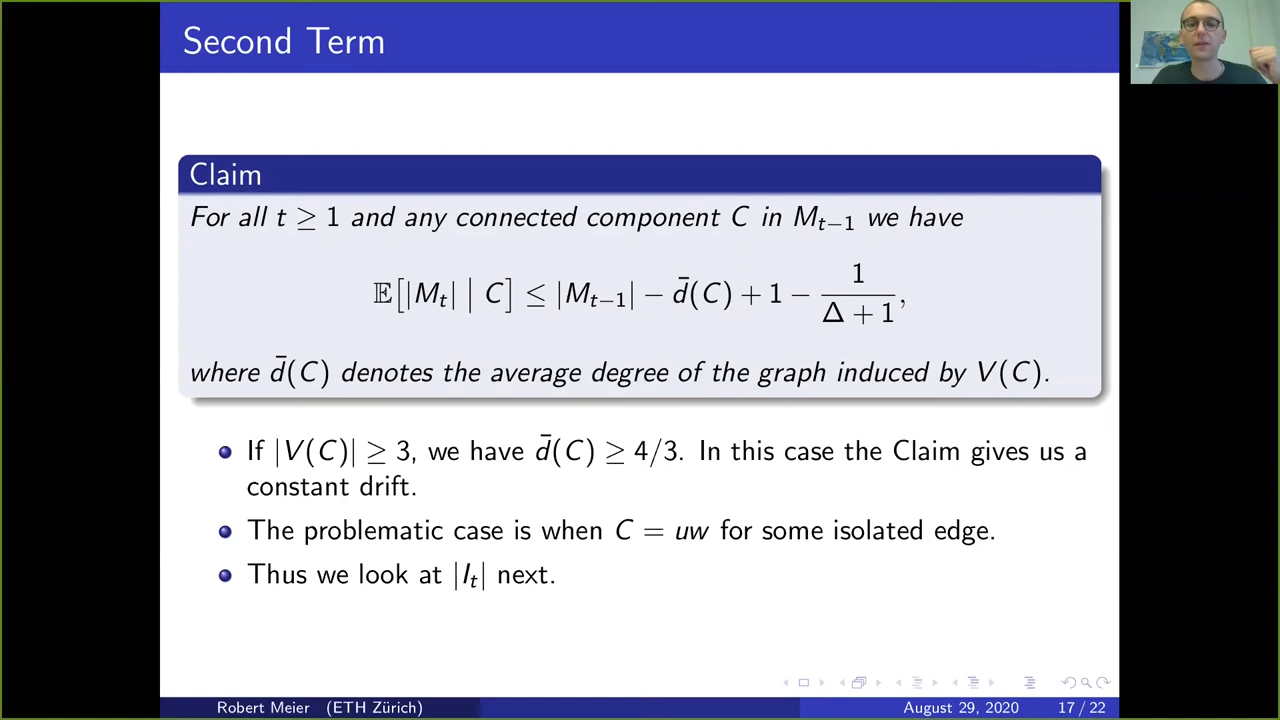 Second Term
Claim
For all t ≥ 1 and any connected component C in M_{t−1} we have
𝔼[|M_t| | C] ≤ |M_{t−1}| − d̄(C) + 1 − 1/(Δ + 1),
where d̄(C) denotes the average degree of the graph induced by V(C).
If |V(C)| ≥ 3, we have d̄(C) ≥ 4/3. In this case the Claim gives us a
constant drift.
The problematic case is when C = uw for some isolated edge.
Thus we look at |I_t| next.
Robert Meier (ETH Zürich) August 29, 2020 17 / 22